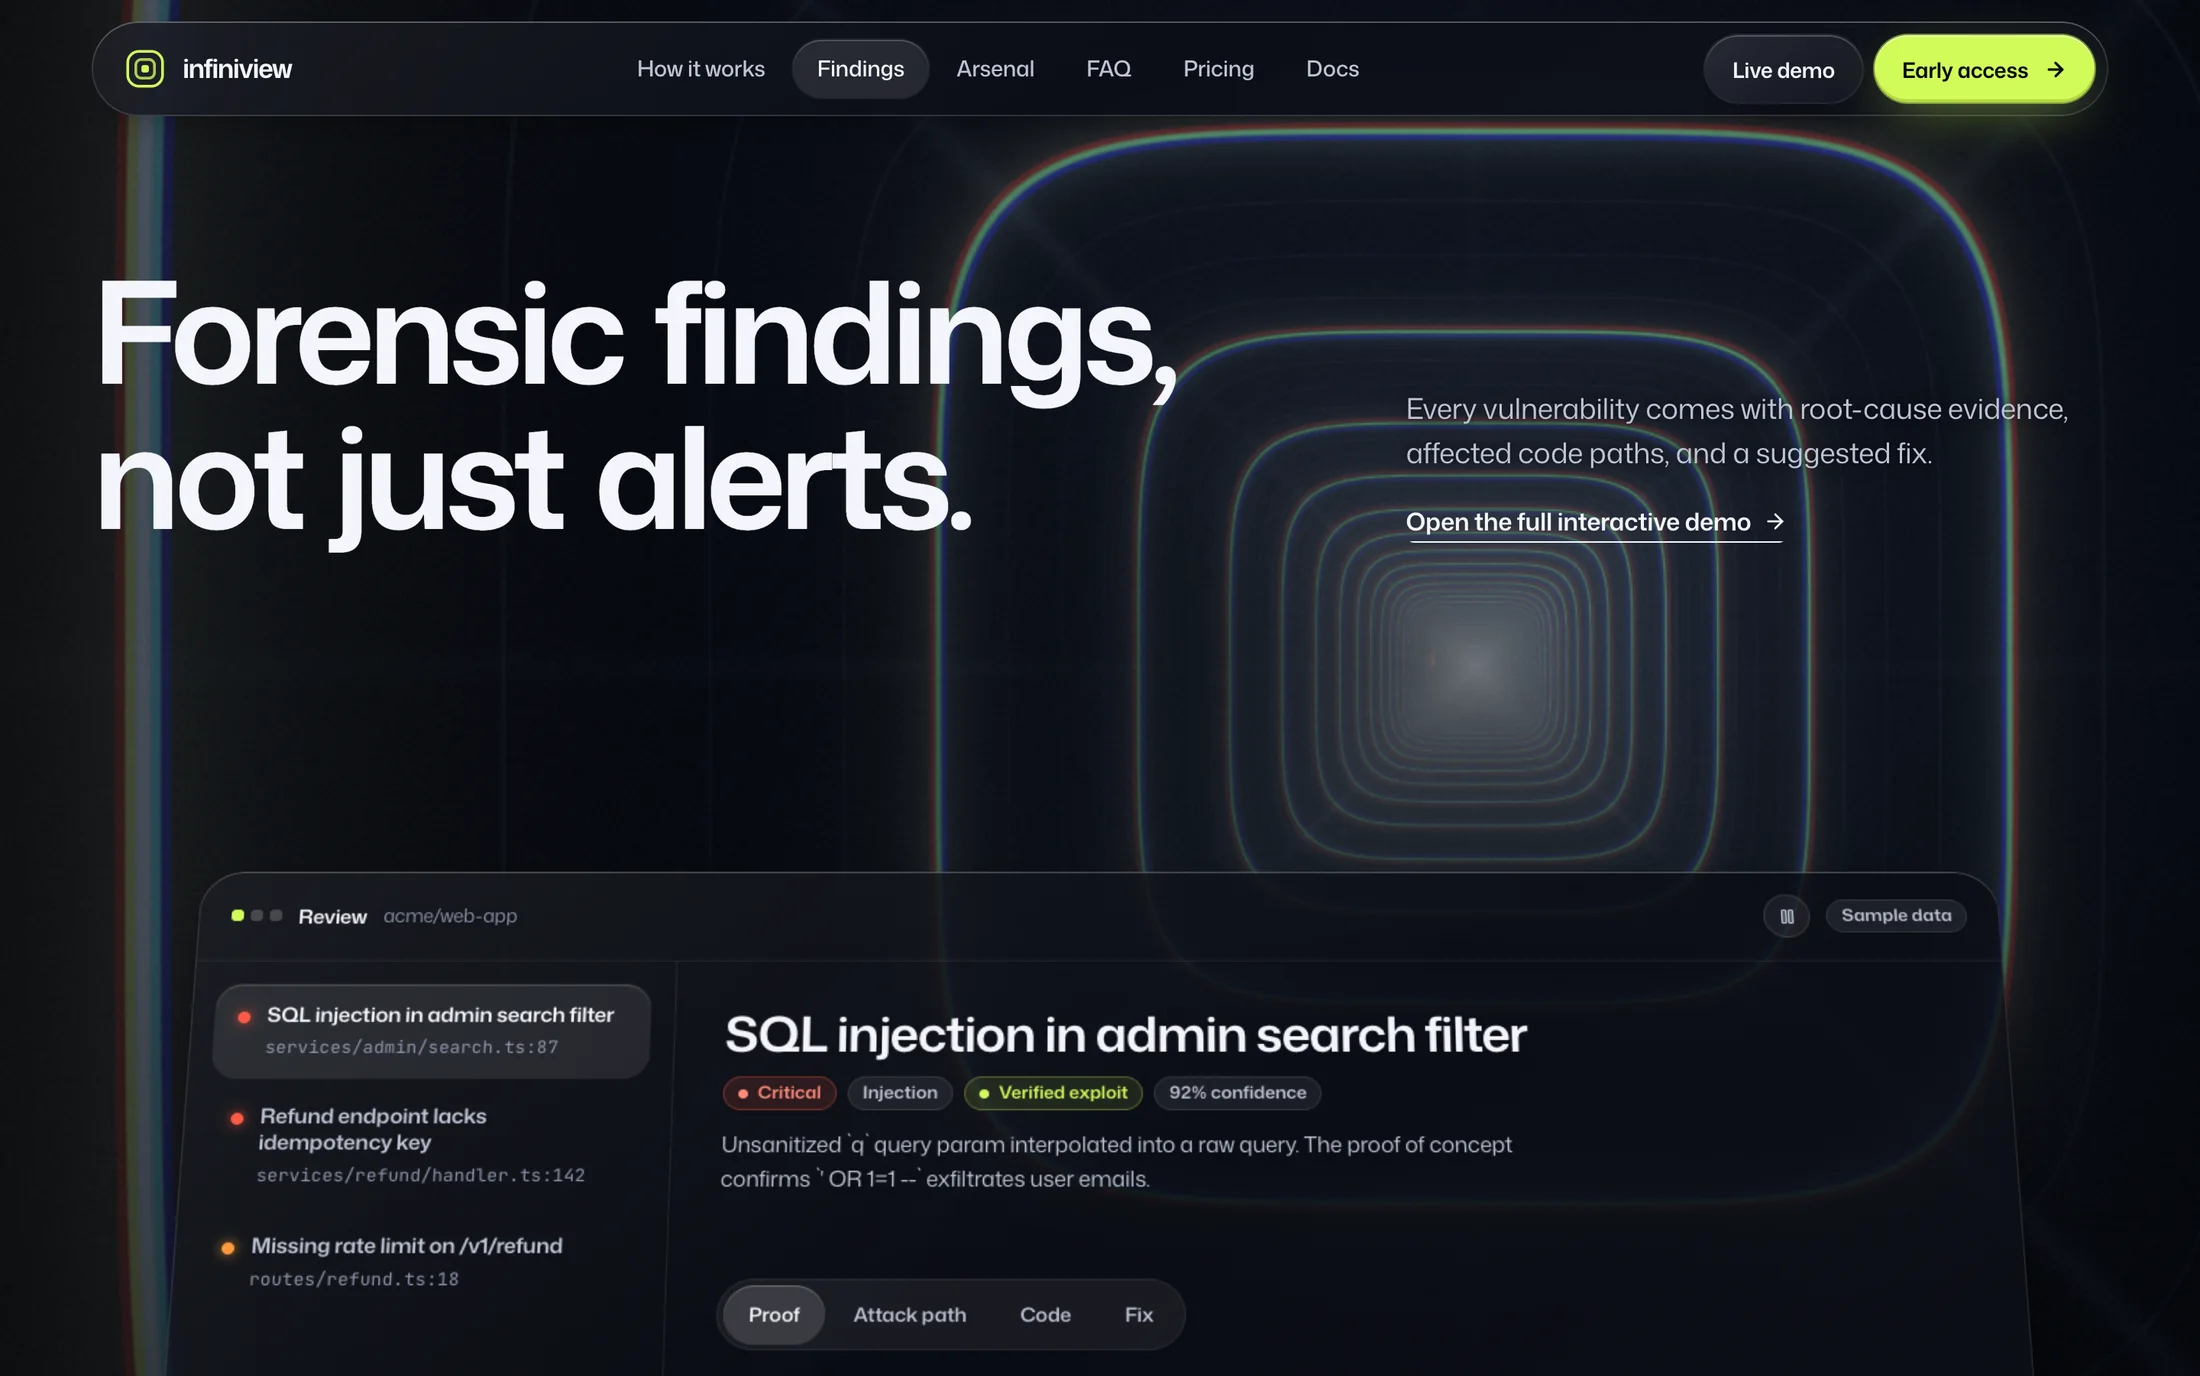 infiniview
How it works
Findings
Arsenal
FAQ
Pricing
Docs
Live demo
Early access →
Forensic findings,
not just alerts.
Every vulnerability comes with root-cause evidence,
affected code paths, and a suggested fix.
Open the full interactive demo →
Review acme/web-app
Sample data
SQL injection in admin search filter
services/admin/search.ts:87
Refund endpoint lacks
idempotency key
services/refund/handler.ts:142
Missing rate limit on /v1/refund
routes/refund.ts:18
SQL injection in admin search filter
Critical
Injection
Verified exploit
92% confidence
Unsanitized `q` query param interpolated into a raw query. The proof of concept
confirms `' OR 1=1 --` exfiltrates user emails.
Proof
Attack path
Code
Fix